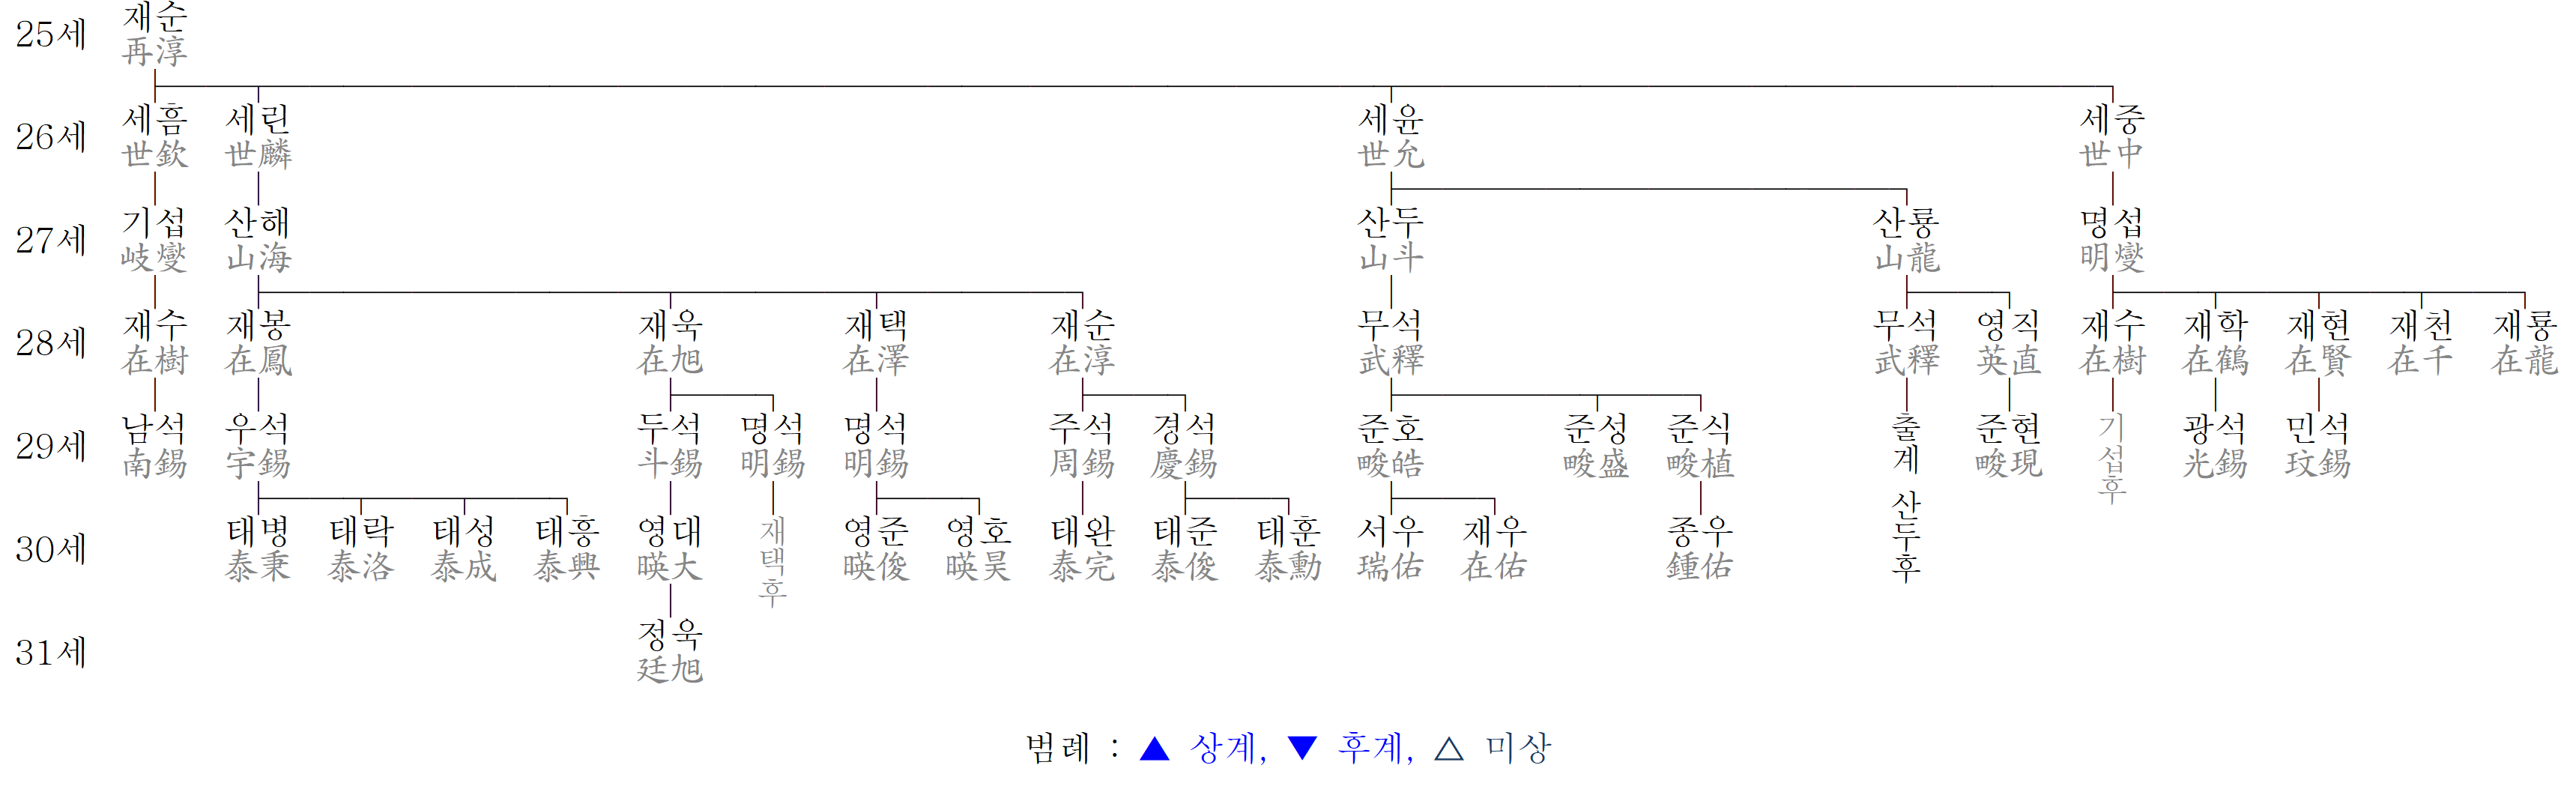 25세 재순
再淳
26세 세흠 세린 세윤 세중
世欽 世麟 世允 世中
27세 기섭 산해 산두 산룡 명섭
岐燮 山海 山斗 山龍 明燮
28세 재수 재봉 재욱 재택 재순 무석 무석 영직 재수 재학 재현 재천 재룡
在樹 在鳳 在旭 在澤 在淳 武釋 武釋 英直 在樹 在鶴 在賢 在千 在龍
29세 남석 우석 두석 명석 명석 주석 경석 준호 준성 준식 출계 산두후 준현 기섭후 광석 민석
南錫 宇錫 斗錫 明錫 明錫 周錫 慶錫 畯皓 畯盛 畯植 畯現 光錫 玟錫
30세 태병 태락 태성 태흥 영대 재택후 영준 영호 태완 태준 태훈 서우 재우 종우
泰秉 泰洛 泰成 泰興 暎大 暎俊 暎昊 泰完 泰俊 泰勳 瑞佑 在佑 鍾佑
31세 정욱
廷旭
범례 : ▲ 상계, ▼ 후계, △ 미상